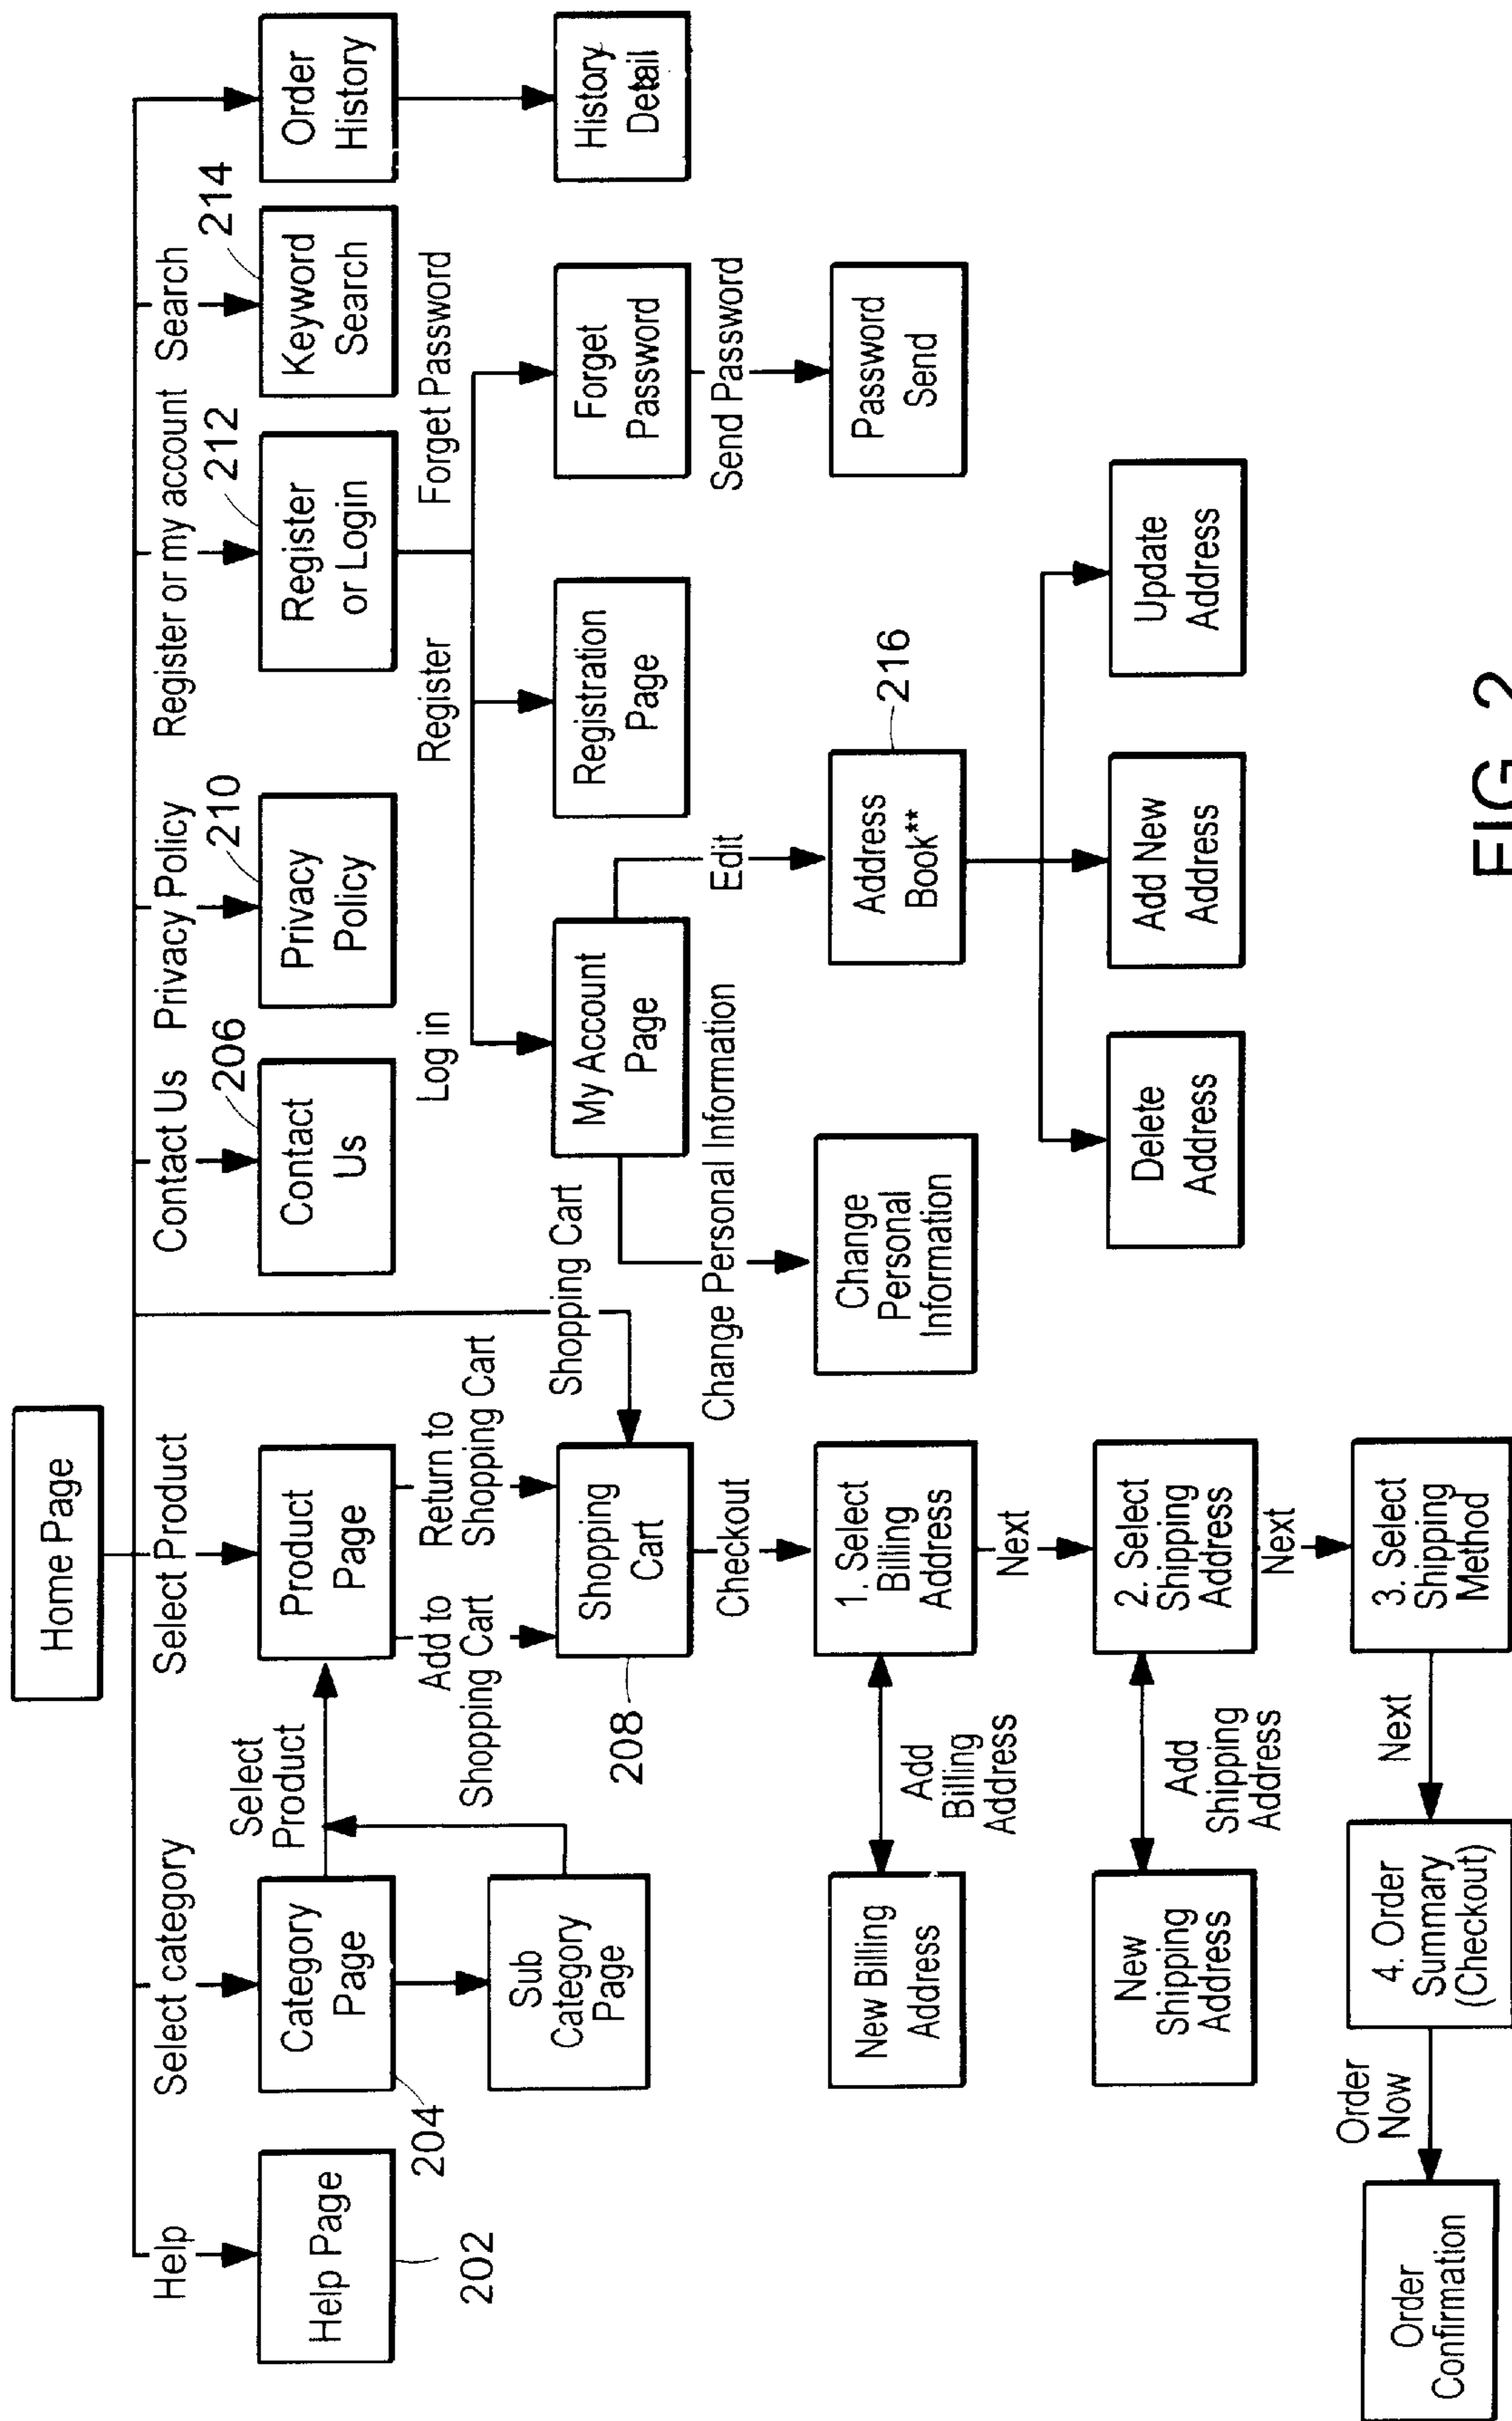 Home Page
Help
Select category
Select Product
Contact Us
Privacy Policy
Register or my account
Search
Help Page
202
Category
Page
204
Select
Product
Product
Page
Contact
Us
206
Privacy
Policy
210
Register
or Login
212
Keyword
Search
214
Order
History
Sub
Category
Page
Add to
Shopping Cart
Return to
Shopping Cart
Shopping Cart
Log in
Register
Forget Password
Shopping
Cart
208
My Account
Page
Registration
Page
Forget
Password
History
Detail
Checkout
Change Personal Information
Edit
Send Password
New Billing
Address
Add
Billing
Address
1. Select
Billing
Address
Change
Personal
Information
Address
Book**
216
Password
Send
Next
New
Shipping
Address
Add
Shipping
Address
2. Select
Shipping
Address
Delete
Address
Add New
Address
Update
Address
Next
Order
Confirmation
Order
Now
4. Order
Summary
(Checkout)
Next
3. Select
Shipping
Method
FIG. 2